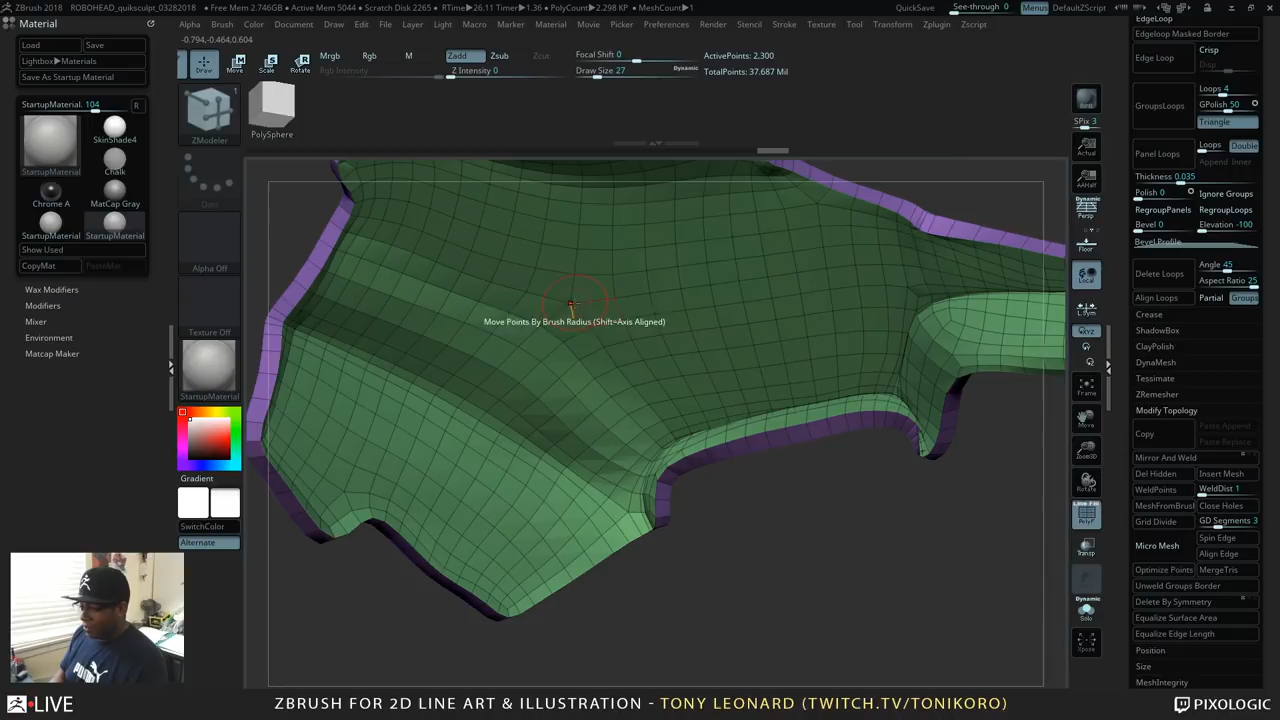 ZBrush 2018 ROBOHEAD_quiksculpt_03282018 • Free Mem 2.746GB • Active Mem 5044 • Scratch Disk 2265 • RTime▶26.11 Timer▶1.36 • PolyCount▶2.298 KP • MeshCount▶1 QuickSave See-through 0 Menus DefaultZScript
Material
Alpha Brush Color Document Draw Edit File Layer Light Macro Marker Material Movie Picker Preferences Render Stencil Stroke Texture Tool Transform Zplugin Zscript
-0.794,-0.464,0.604
Load Save
Lightbox▶Materials
Save As Startup Material
Draw Move Scale Rotate
Mrgb Rgb M
Rgb Intensity
Zadd Zsub Zcut
Z Intensity 0
Focal Shift 0
Draw Size 27 Dynamic
ActivePoints: 2.300
TotalPoints: 37.687 Mil
StartupMaterial. 104 R
SkinShade4
StartupMaterial Chalk
Chrome A MatCap Gray
StartupMaterial StartupMaterial
Show Used
CopyMat PasteMat
Wax Modifiers
Modifiers
Mixer
Environment
Matcap Maker
1
ZModeler
PolySphere
Dots
Alpha Off
Texture Off
StartupMaterial
Gradient
SwitchColor
Alternate
Move Points By Brush Radius (Shift=Axis Aligned)
BPR
SPix 3
Actual
AAHalf
Dynamic
Persp
Floor
Local
L.Sym
XYZ
Frame
Move
Zoom3D
Rotate
Line Fill
PolyF
Transp
Dynamic
Solo
Xpose
EdgeLoop
Edgeloop Masked Border
Edge Loop Crisp
Disp
GroupsLoops Loops 4
GPolish 50
Triangle
Panel Loops Loops Double
Append Inner
Thickness 0.035
Polish 0 Ignore Groups
RegroupPanels RegroupLoops
Bevel 0 Elevation -100
Bevel Profile
Delete Loops Angle 45
Aspect Ratio 25
Align Loops Partial Groups
Crease
ShadowBox
ClayPolish
DynaMesh
Tessimate
ZRemesher
Modify Topology
Copy Paste Append
Paste Replace
Mirror And Weld
Del Hidden Insert Mesh
WeldPoints WeldDist 1
MeshFromBrush Close Holes
Grid Divide GD Segments 3
Micro Mesh Spin Edge
Align Edge
Optimize Points MergeTris
Unweld Groups Border
Delete By Symmetry
Equalize Surface Area
Equalize Edge Length
Position
Size
MeshIntegrity
LIVE ZBRUSH FOR 2D LINE ART & ILLUSTRATION - TONY LEONARD (TWITCH.TV/TONIKORO) PIXOLOGIC